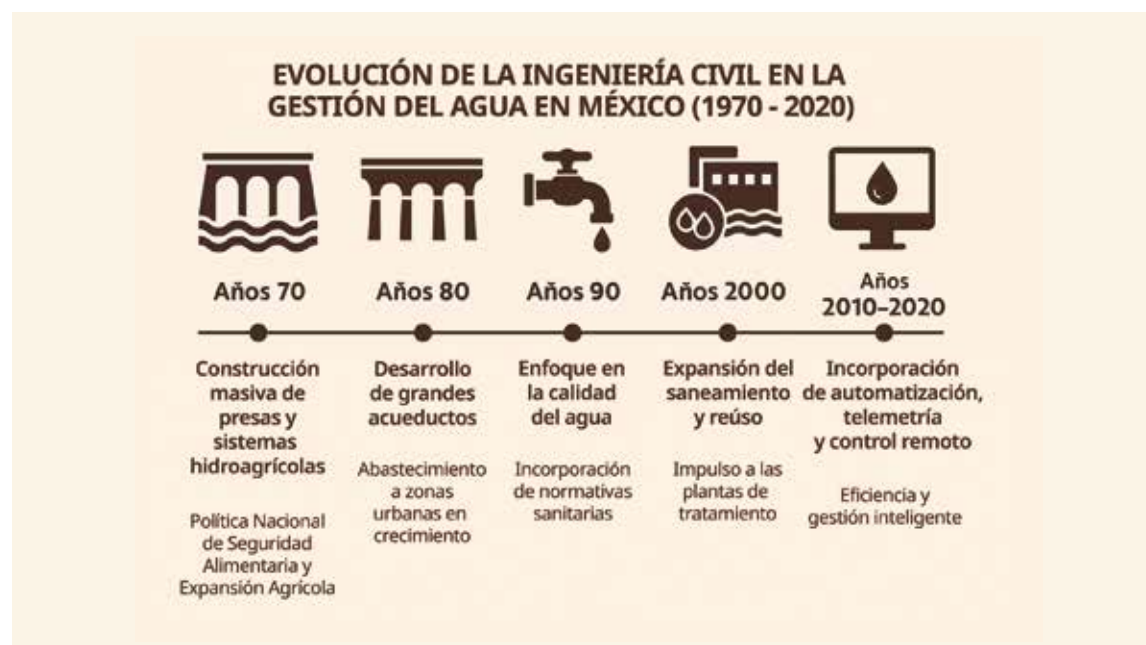 EVOLUCIÓN DE LA INGENIERÍA CIVIL EN LA
GESTIÓN DEL AGUA EN MÉXICO (1970 - 2020)
Años 70
Construcción
masiva de
presas y
sistemas
hidroagrícolas
Política Nacional
de Seguridad
Alimentaria y
Expansión Agrícola
Años 80
Desarrollo
de grandes
acueductos
Abastecimiento
a zonas
urbanas en
crecimiento
Años 90
Enfoque en
la calidad
del agua
Incorporación
de normativas
sanitarias
Años 2000
Expansión del
saneamiento
y reúso
Impulso a las
plantas de
tratamiento
Años
2010–2020
Incorporación
de automatización,
telemetría
y control remoto
Eficiencia y
gestión inteligente